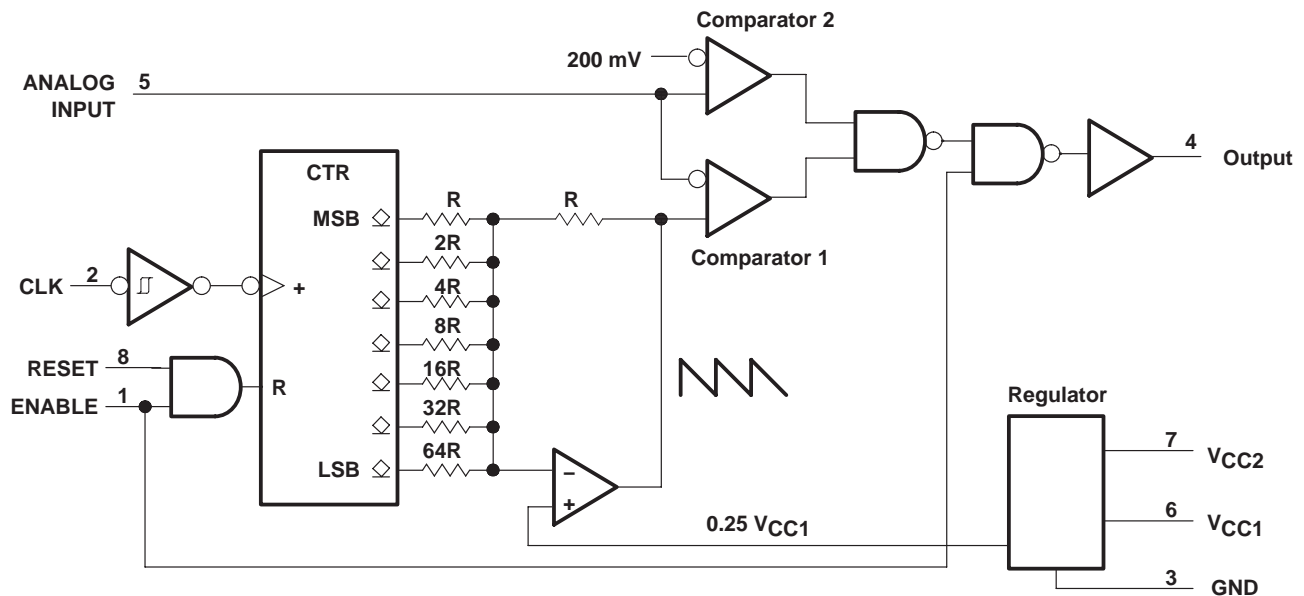 Comparator 2
200 mV
ANALOG
INPUT
5
CTR
MSB
R
R
4
Output
2R
Comparator 1
CLK
2
+
4R
8R
RESET
8
R
16R
ENABLE
1
32R
Regulator
LSB
64R
−
+
7
VCC2
0.25 VCC1
6
VCC1
3
GND